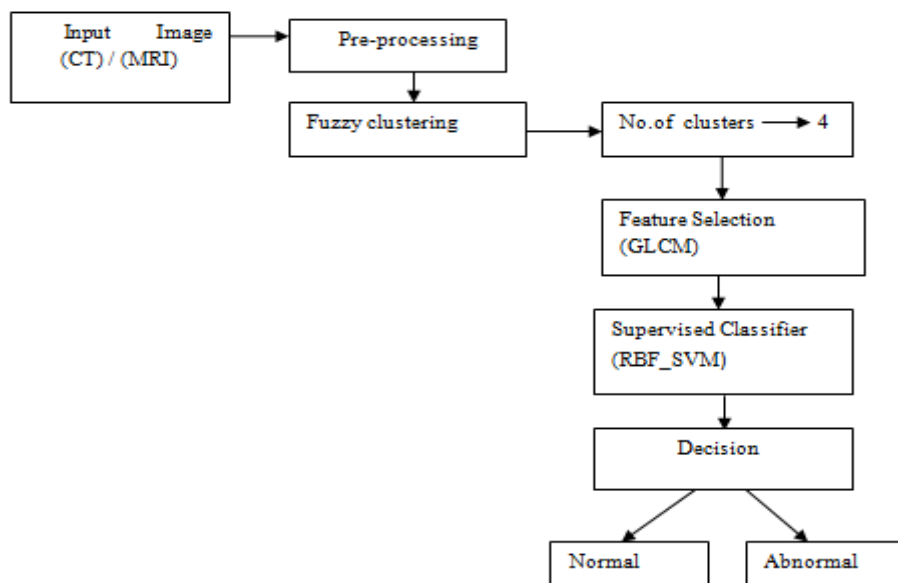 Input Image
(CT) / (MRI)
Pre-processing
Fuzzy clustering
No.of clusters → 4
Feature Selection
(GLCM)
Supervised Classifier
(RBF_SVM)
Decision
Normal
Abnormal